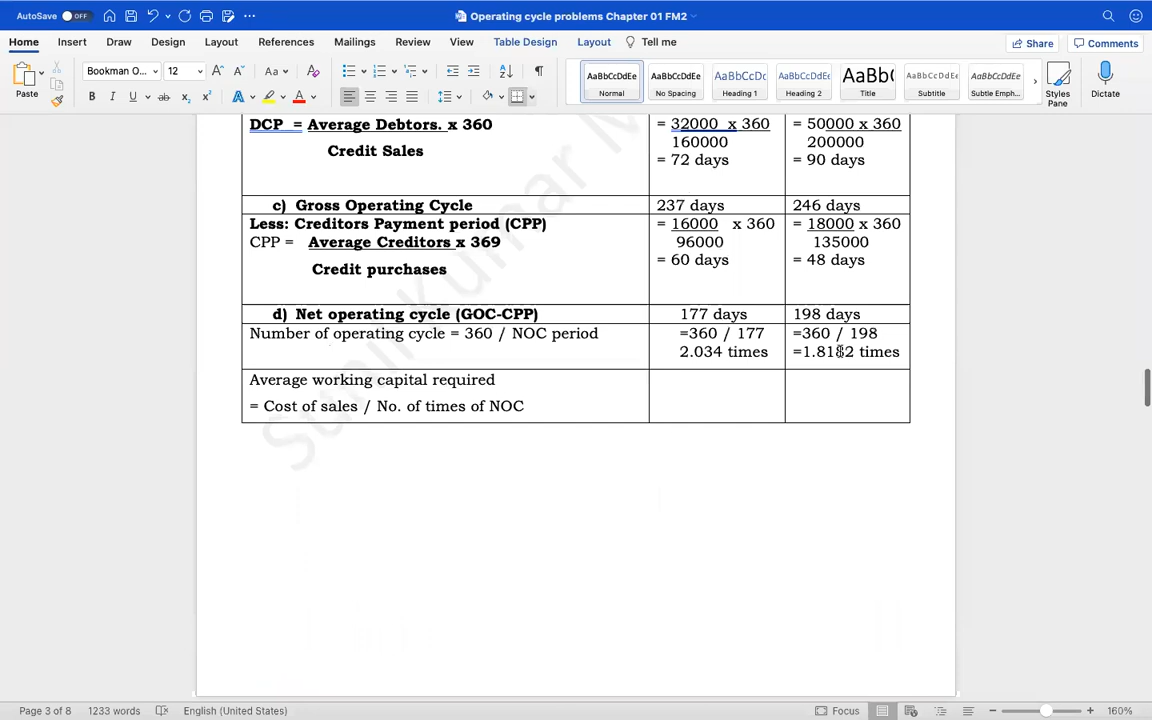 AutoSave OFF Operating cycle problems Chapter 01 FM2
Home Insert Draw Design Layout References Mailings Review View Table Design Layout Tell me Share Comments
Paste Bookman O... 12 A A Aa A AaBbCcDdEe AaBbCcDdEe AaBbCcDc AaBbCcDdEe AaBb( AaBbCcDdEe AaBbCcDdEe
B I U ab x2 x2 A A Normal No Spacing Heading 1 Heading 2 Title Subtitle Subtle Emph... Styles Pane Dictate
DCP = Average Debtors. x 360 = 32000 x 360 = 50000 x 360
Credit Sales 160000 200000
= 72 days = 90 days
c) Gross Operating Cycle 237 days 246 days
Less: Creditors Payment period (CPP) = 16000 x 360 = 18000 x 360
CPP = Average Creditors x 369 96000 135000
Credit purchases = 60 days = 48 days
d) Net operating cycle (GOC-CPP) 177 days 198 days
Number of operating cycle = 360 / NOC period =360 / 177 =360 / 198
2.034 times =1.8182 times
Average working capital required
= Cost of sales / No. of times of NOC
Page 3 of 8 1233 words English (United States) Focus 160%